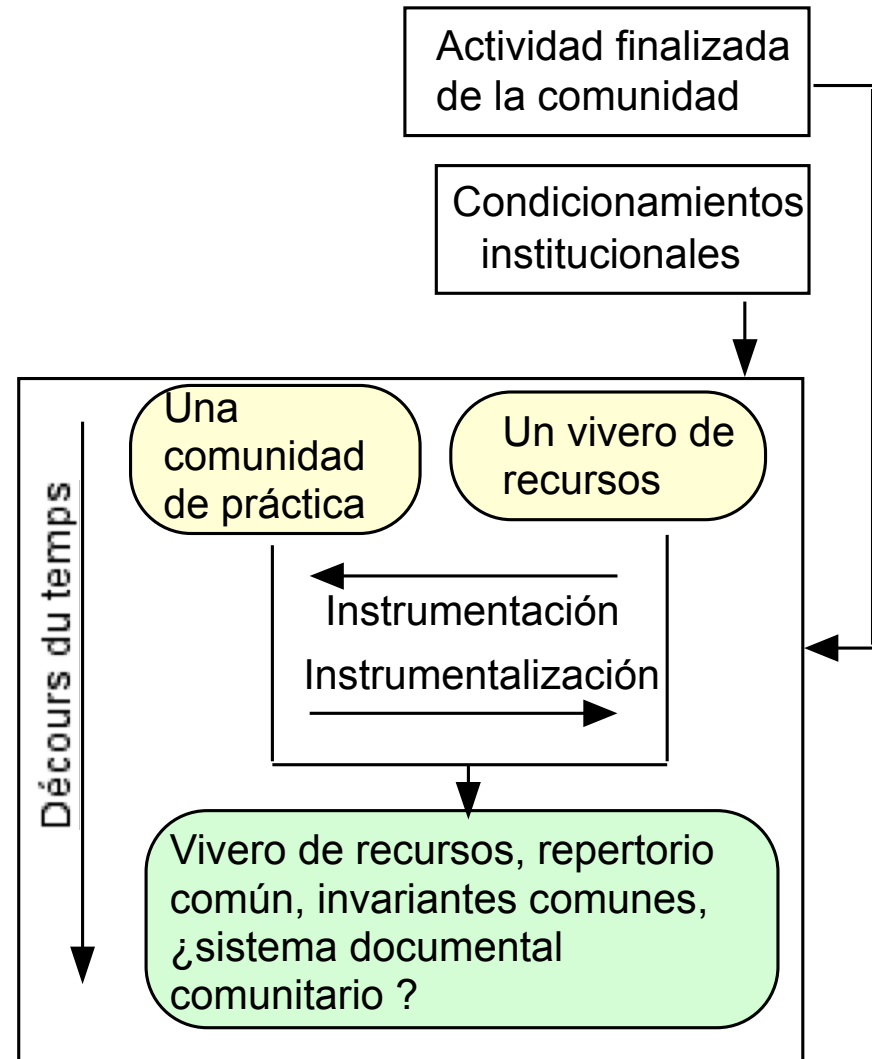 Actividad finalizada
de la comunidad
Condicionamientos
institucionales
Una
comunidad
de práctica
Un vivero de
recursos
Décours du temps
Instrumentación
Instrumentalización
Vivero de recursos, repertorio
común, invariantes comunes,
¿sistema documental
comunitario ?